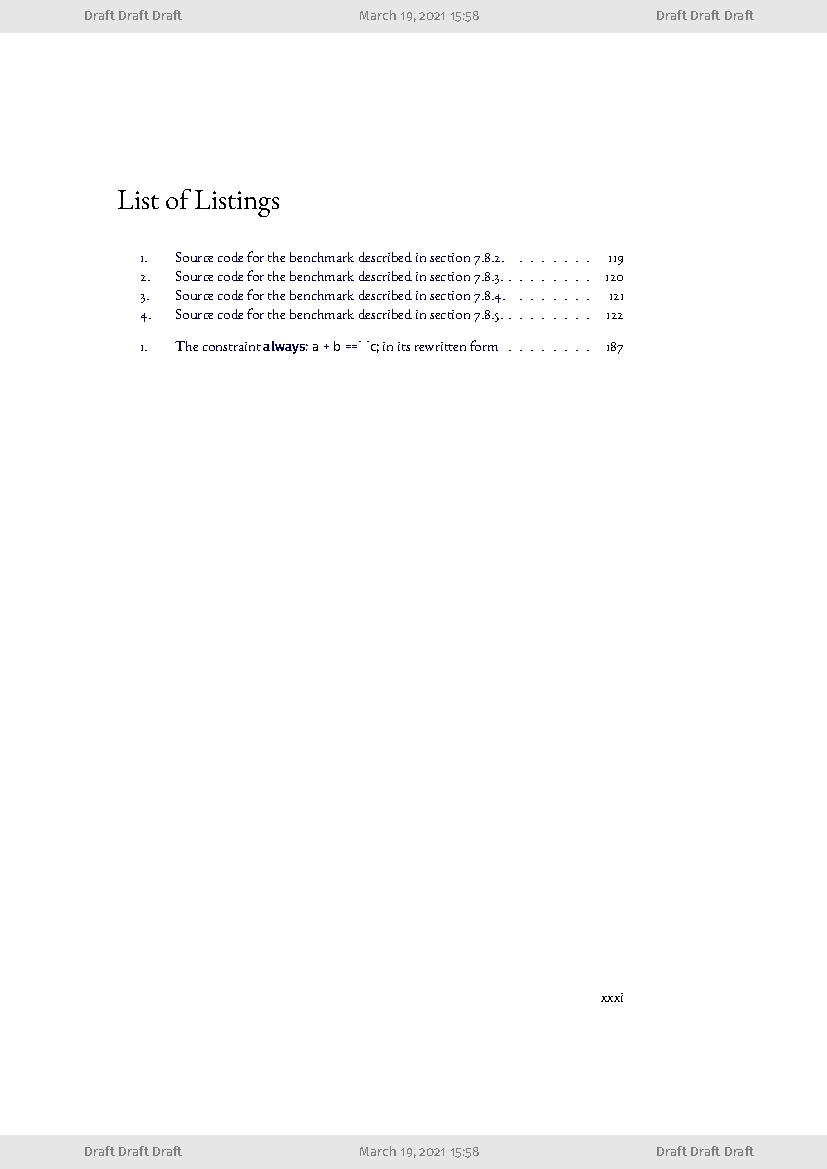 Draft Draft Draft March 19, 2021 15:58 Draft Draft Draft
List of Listings
1. Source code for the benchmark described in section 7.8.2. . . . . . . . . 119
2. Source code for the benchmark described in section 7.8.3. . . . . . . . . . 120
3. Source code for the benchmark described in section 7.8.4. . . . . . . . . 121
4. Source code for the benchmark described in section 7.8.5. . . . . . . . . . 122
1. The constraint always: a + b ==` `c; in its rewritten form . . . . . . . . . 187
xxxi
Draft Draft Draft March 19, 2021 15:58 Draft Draft Draft